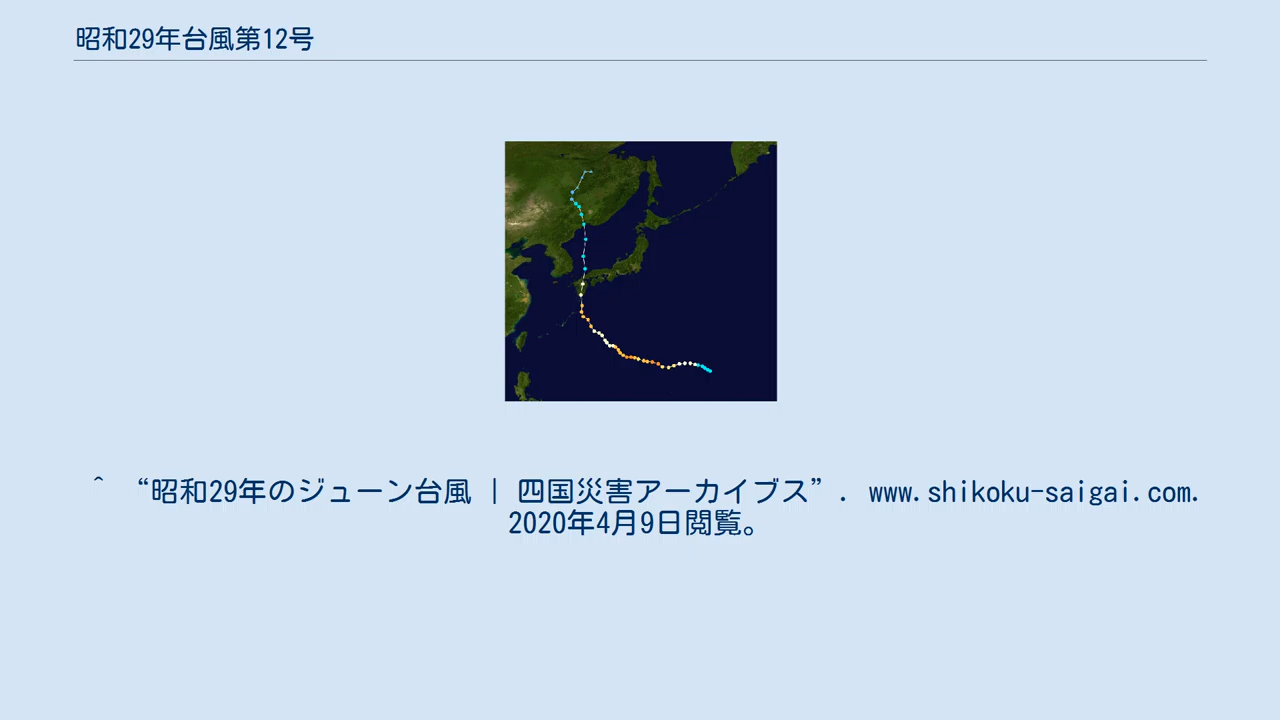 昭和29年台風第12号
^ “昭和29年のジューン台風 | 四国災害アーカイブス”. www.shikoku-saigai.com.
2020年4月9日閲覧。